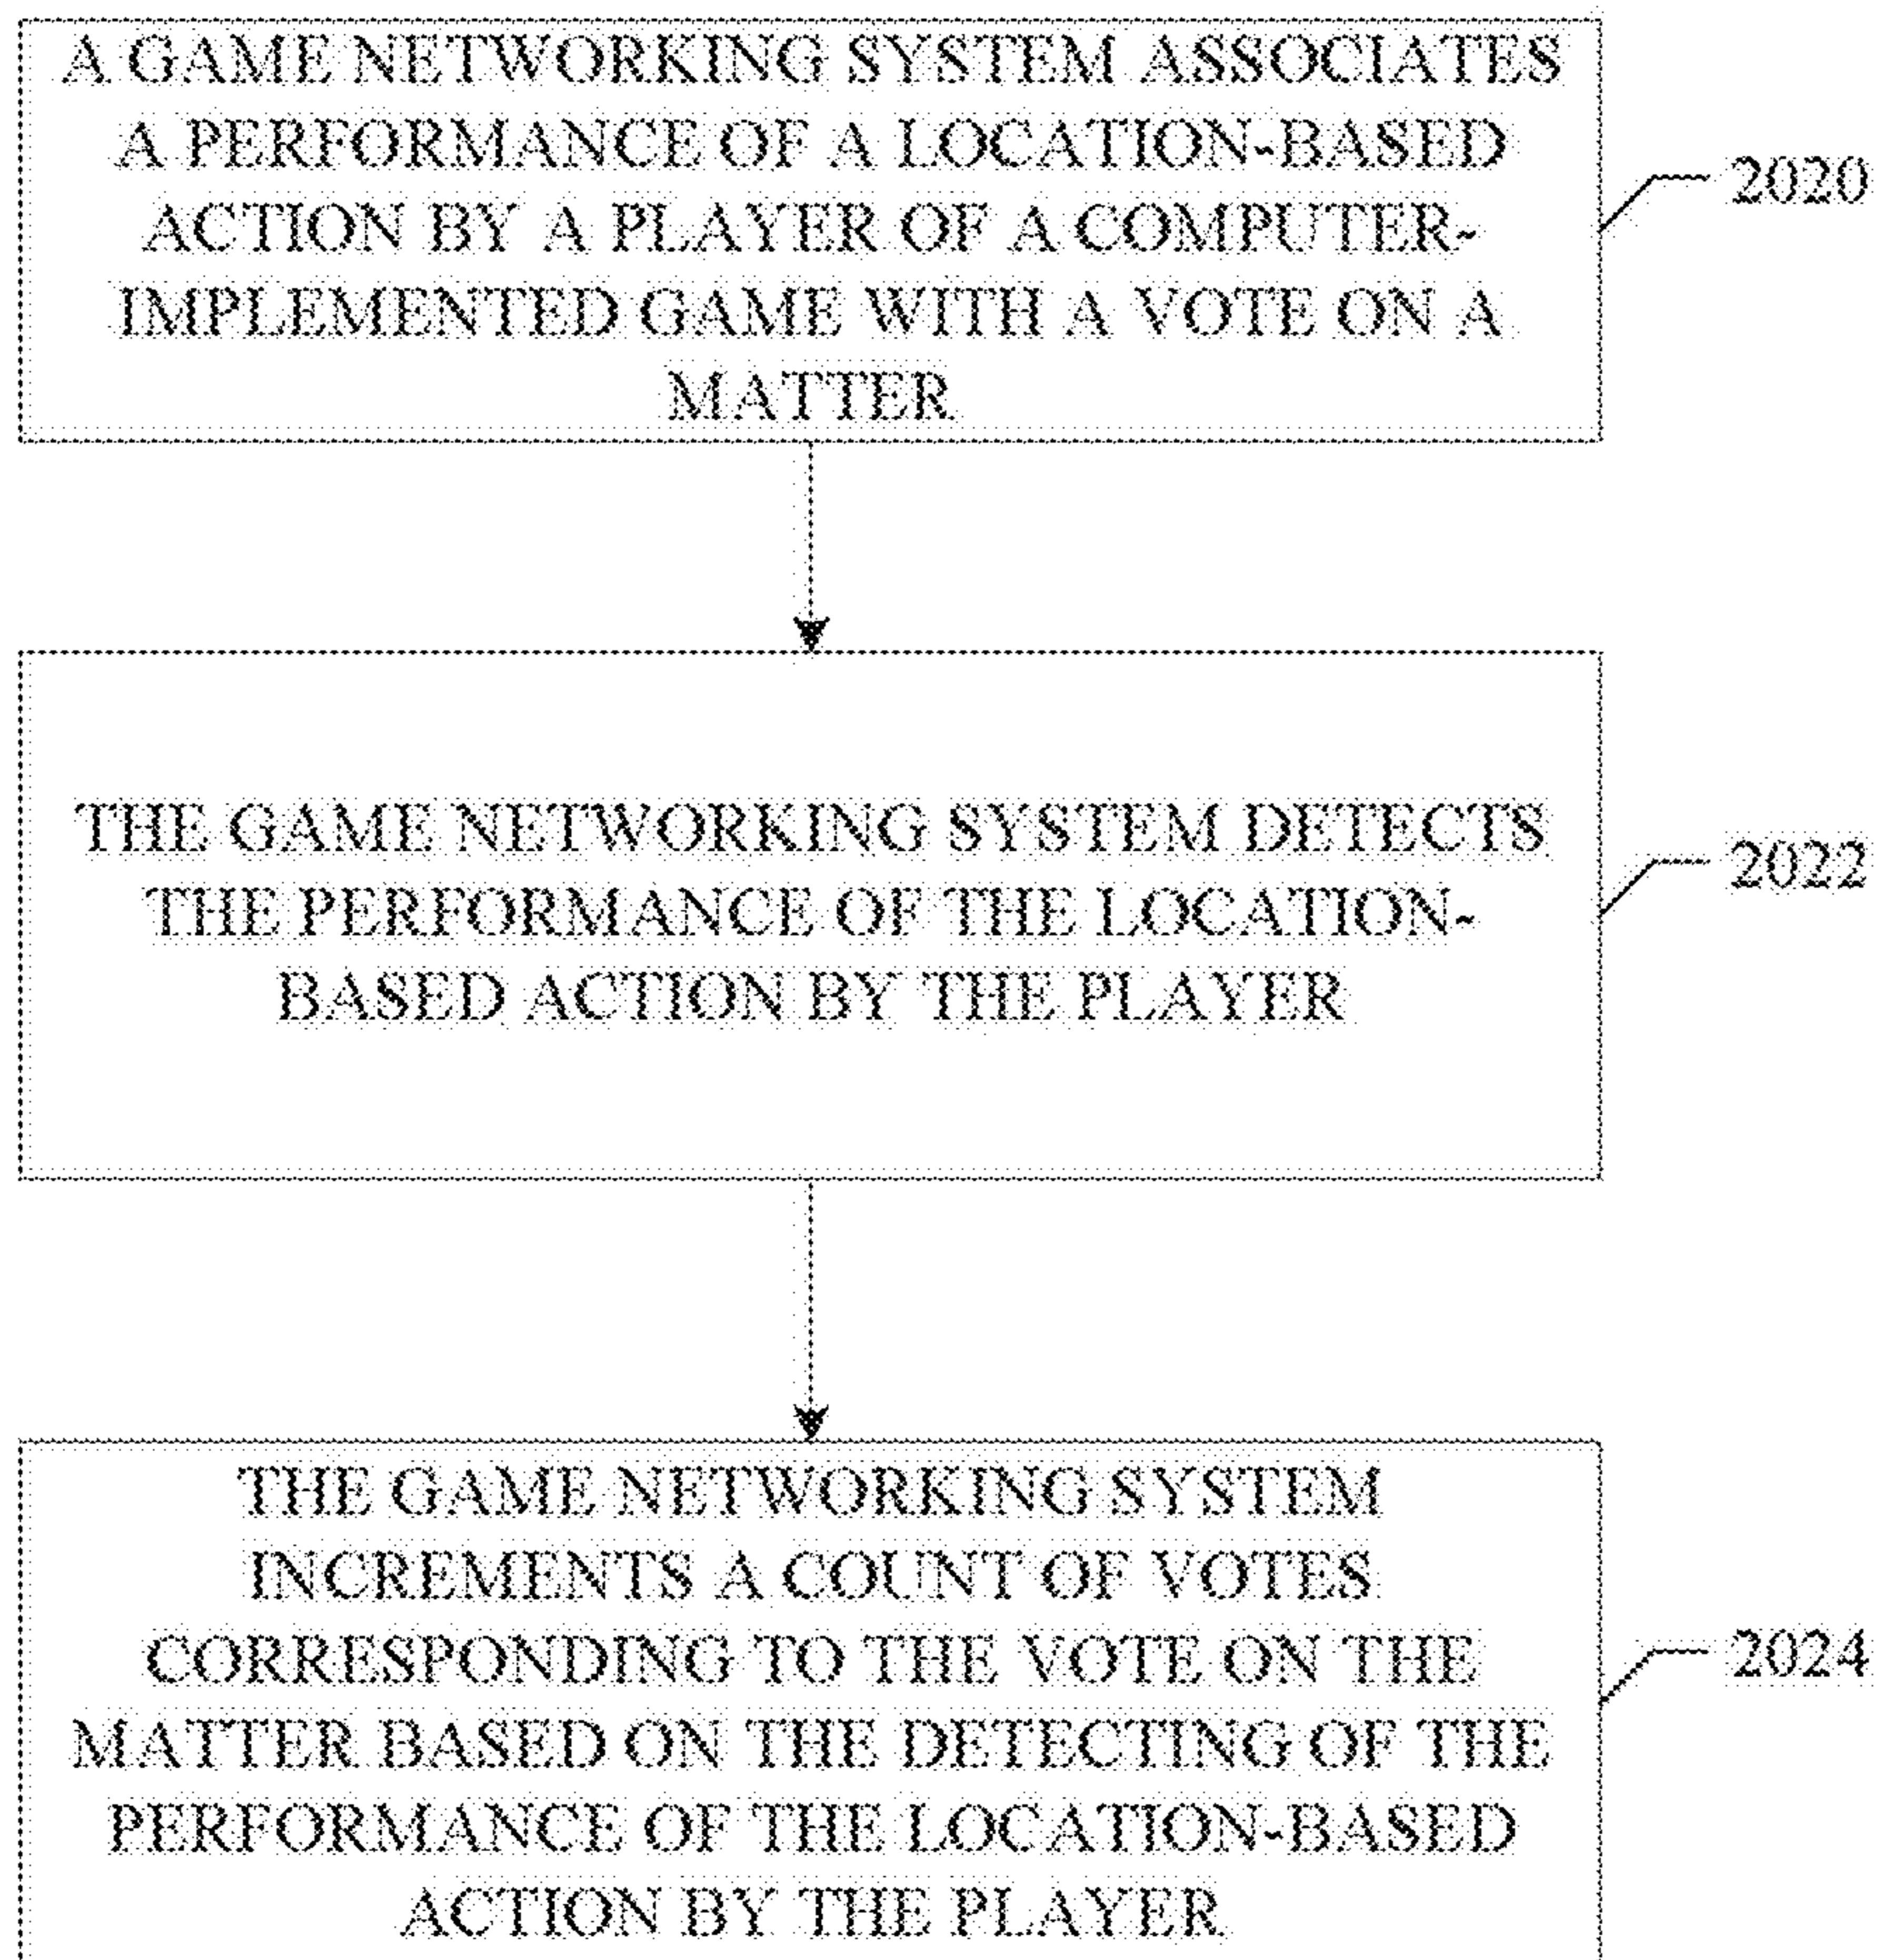 A GAME NETWORKING SYSTEM ASSOCIATES
A PERFORMANCE OF A LOCATION-BASED
ACTION BY A PLAYER OF A COMPUTER-
IMPLEMENTED GAME WITH A VOTE ON A
MATTER
2020
THE GAME NETWORKING SYSTEM DETECTS
THE PERFORMANCE OF THE LOCATION-
BASED ACTION BY THE PLAYER
2022
THE GAME NETWORKING SYSTEM
INCREMENTS A COUNT OF VOTES
CORRESPONDING TO THE VOTE ON THE
MATTER BASED ON THE DETECTING OF THE
PERFORMANCE OF THE LOCATION-BASED
ACTION BY THE PLAYER
2024